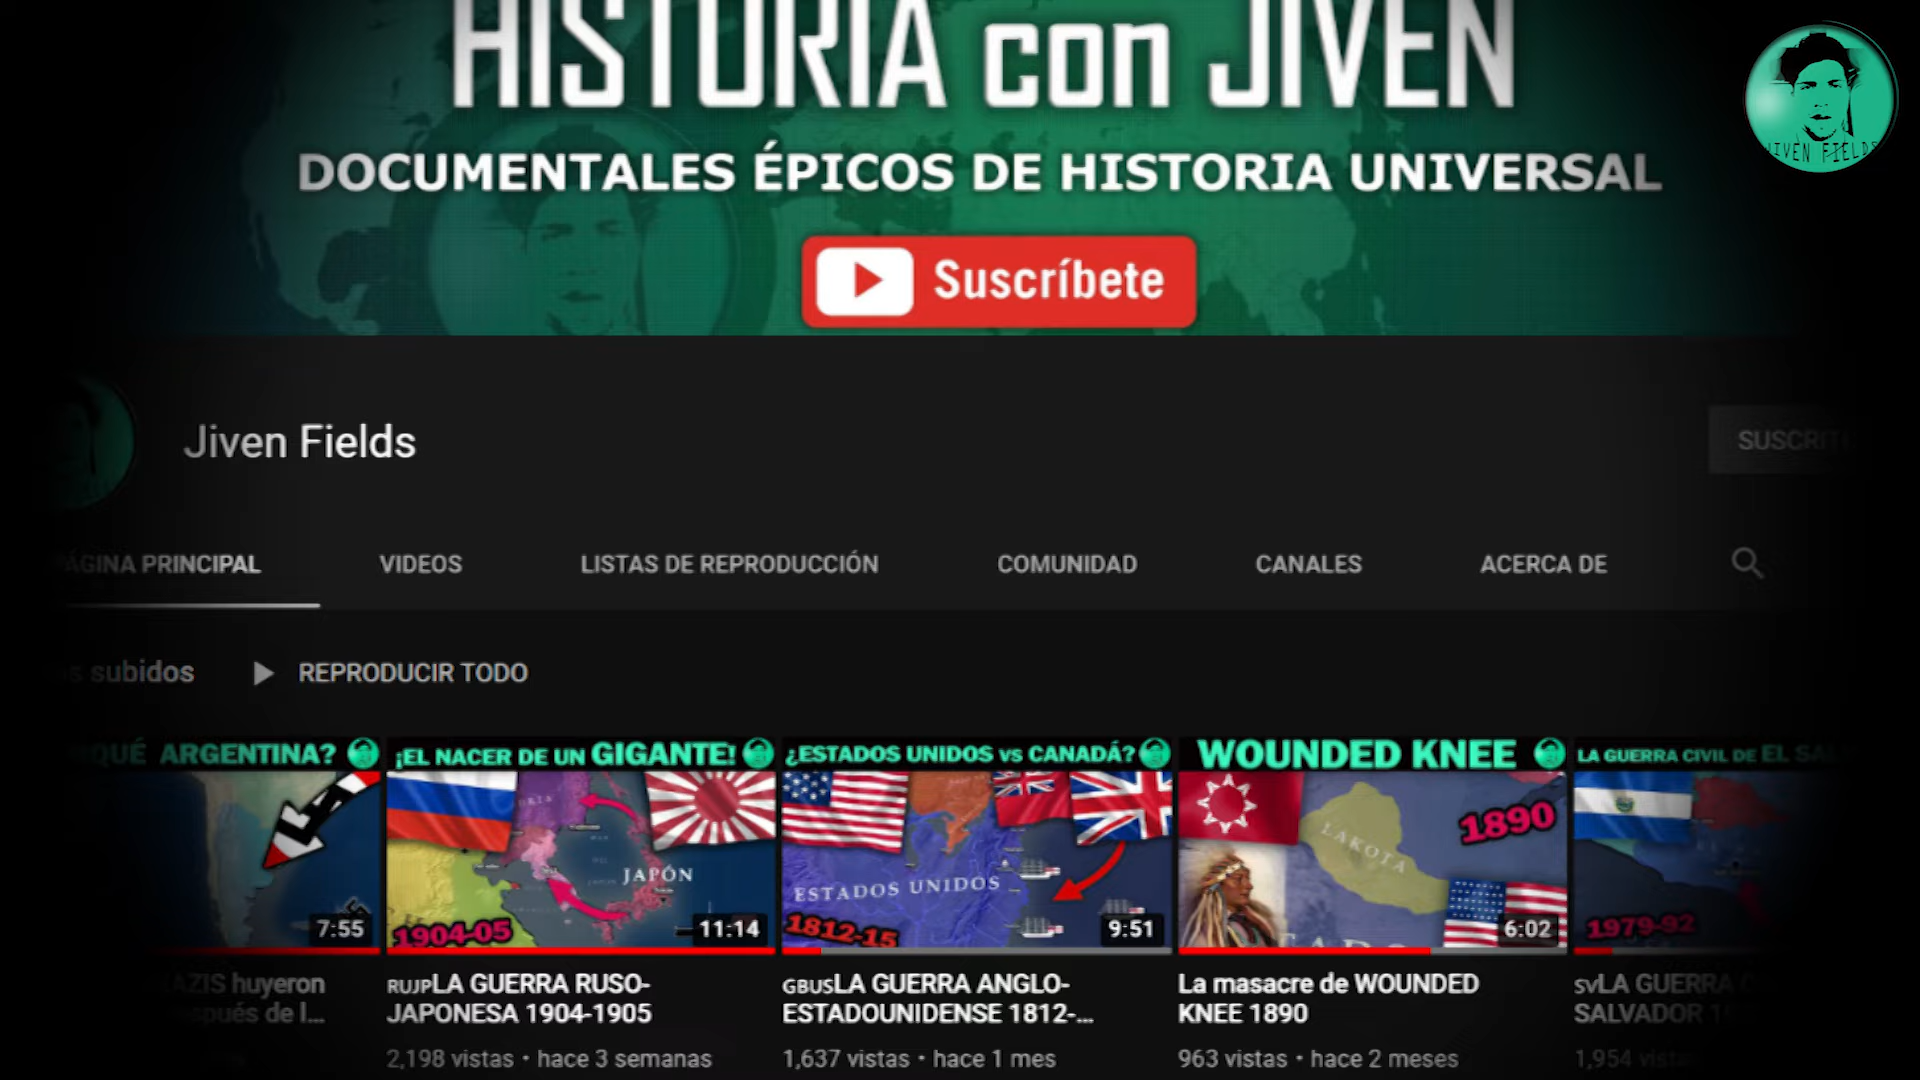 HISTORIA con JIVEN
DOCUMENTALES ÉPICOS DE HISTORIA UNIVERSAL
Suscríbete
JIVEN FIELDS
Jiven Fields
PÁGINA PRINCIPAL
VIDEOS
LISTAS DE REPRODUCCIÓN
COMUNIDAD
CANALES
ACERCA DE
subidos
REPRODUCIR TODO
QUÉ ARGENTINA?
7:55
¡EL NACER DE UN GIGANTE!
JAPÓN
1904-05
11:14
¿ESTADOS UNIDOS vs CANADÁ?
ESTADOS UNIDOS
1812-15
9:51
WOUNDED KNEE
1890
LAKOTA
6:02
LA GUERRA CIVIL DE EL
1979-92
huyeron
RUJPLA GUERRA RUSO-
JAPONESA 1904-1905
2,198 vistas • hace 3 semanas
GBUSLA GUERRA ANGLO-
ESTADOUNIDENSE 1812-...
1,637 vistas • hace 1 mes
La masacre de WOUNDED
KNEE 1890
963 vistas • hace 2 meses
SVLA GUERRA
SALVADOR
1,954 vistas